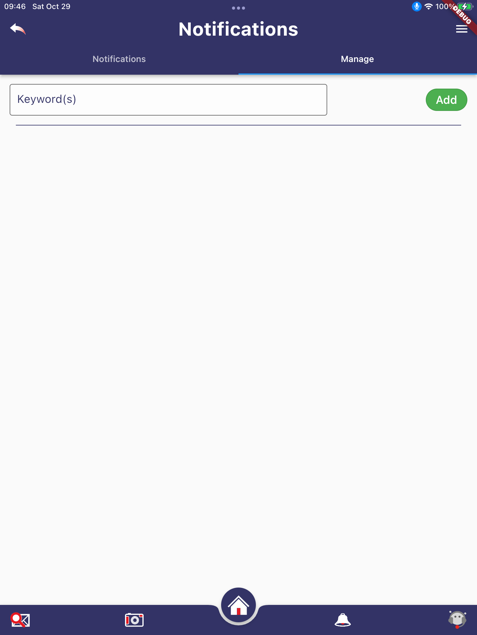 09:46 Sat Oct 29 100%
DEBUG
Notifications
Notifications Manage
Keyword(s) Add